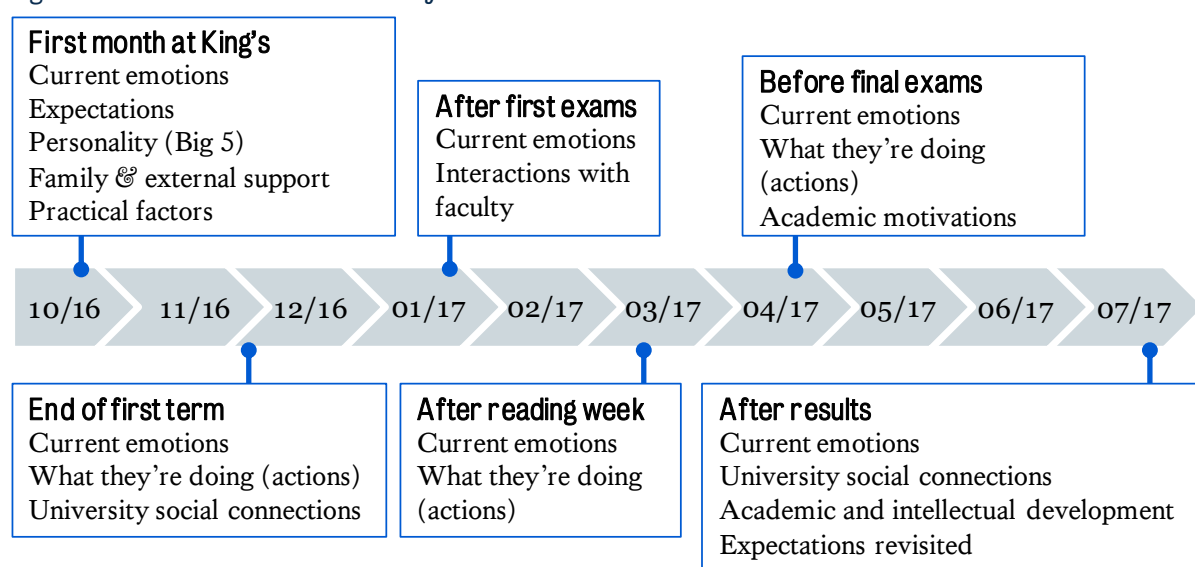 First month at King's
Current emotions
Expectations
Personality (Big 5)
Family & external support
Practical factors
After first exams
Current emotions
Interactions with
faculty
Before final exams
Current emotions
What they're doing
(actions)
Academic motivations
10/16
11/16
12/16
01/17
02/17
03/17
04/17
05/17
06/17
07/17
End of first term
Current emotions
What they're doing (actions)
University social connections
After reading week
Current emotions
What they're doing
(actions)
After results
Current emotions
University social connections
Academic and intellectual development
Expectations revisited